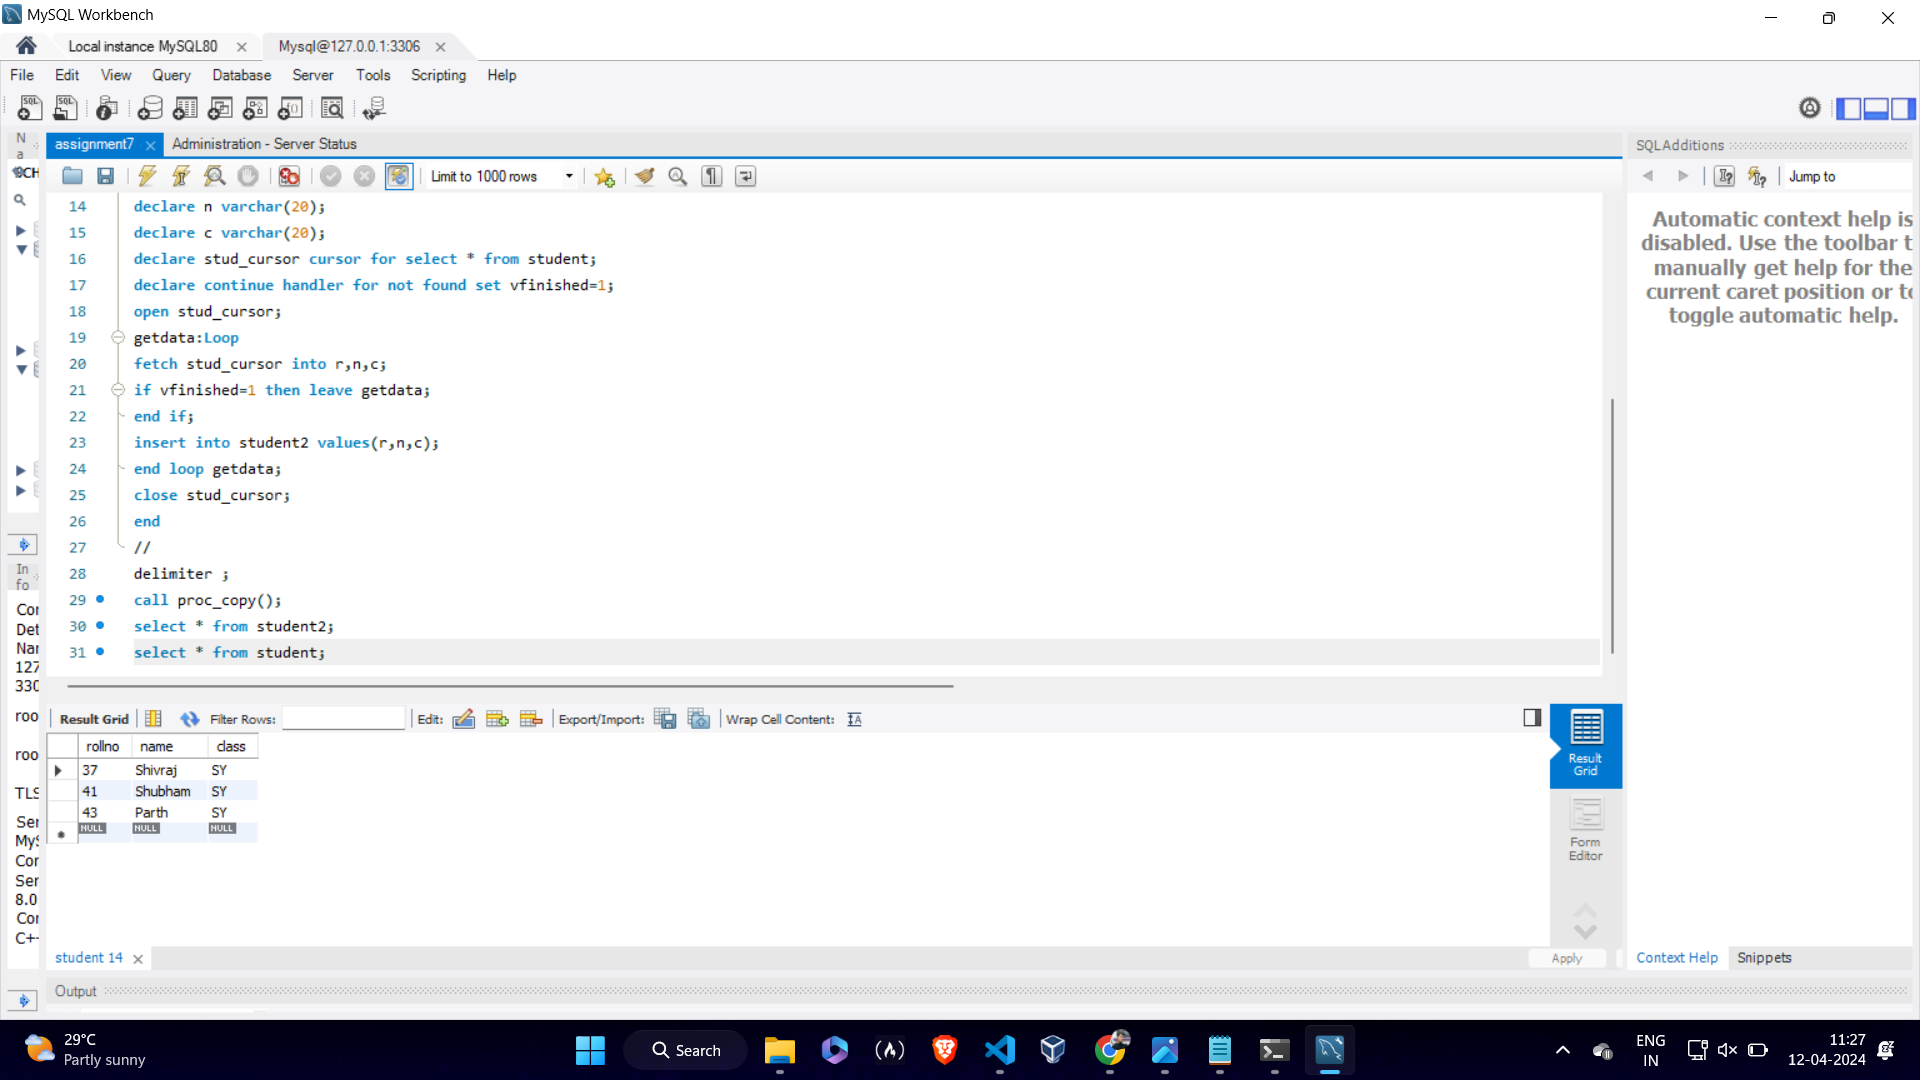 MySQL Workbench
Local instance MySQL80
Mysql@127.0.0.1:3306
File Edit View Query Database Server Tools Scripting Help
N
a
assignment7
Administration - Server Status
SQLAdditions
SCH
Limit to 1000 rows
Jump to
14 declare n varchar(20);
15 declare c varchar(20);
16 declare stud_cursor cursor for select * from student;
17 declare continue handler for not found set vfinished=1;
18 open stud_cursor;
19 getdata:Loop
20 fetch stud_cursor into r,n,c;
21 if vfinished=1 then leave getdata;
22 end if;
23 insert into student2 values(r,n,c);
24 end loop getdata;
25 close stud_cursor;
26 end
27 //
28 delimiter ;
29 call proc_copy();
30 select * from student2;
31 select * from student;
Automatic context help is
disabled. Use the toolbar t
manually get help for the
current caret position or to
toggle automatic help.
In
fo
Cor
Det
Nar
127
330
roo
roo
TLS
Ser
MyS
Cor
Ser
8.0
Cor
C+
Result Grid Filter Rows: Edit: Export/Import: Wrap Cell Content:
rollno name class
37 Shivraj SY
41 Shubham SY
43 Parth SY
NULL NULL NULL
Result
Grid
Form
Editor
student 14
Apply
Context Help Snippets
Output
29°C
Partly sunny
Search
ENG
IN
11:27
12-04-2024